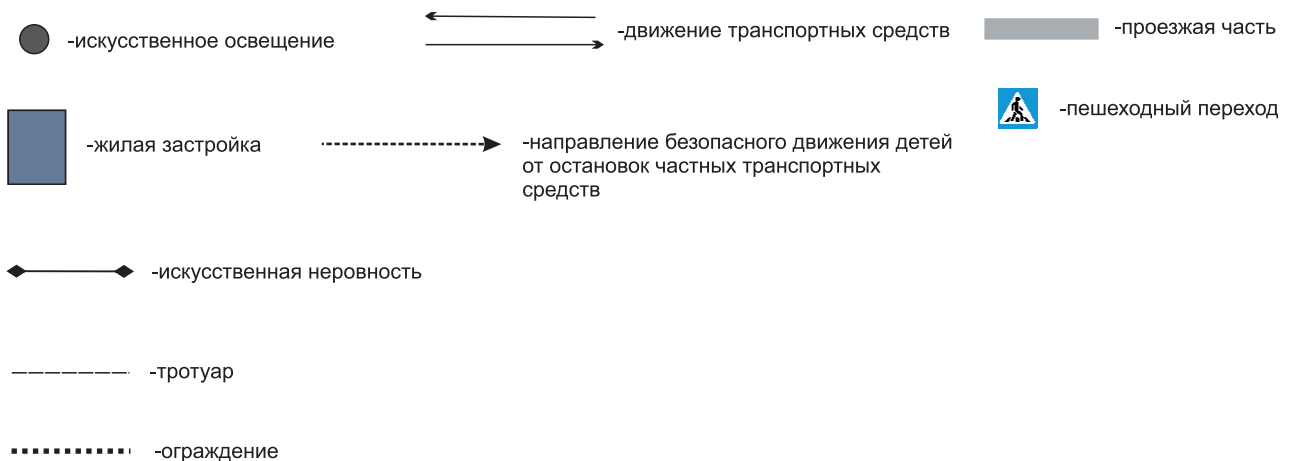 -искусственное освещение
-движение транспортных средств
-проезжая часть
-пешеходный переход
-жилая застройка
-направление безопасного движения детей
от остановок частных транспортных
средств
-искусственная неровность
-тротуар
-ограждение